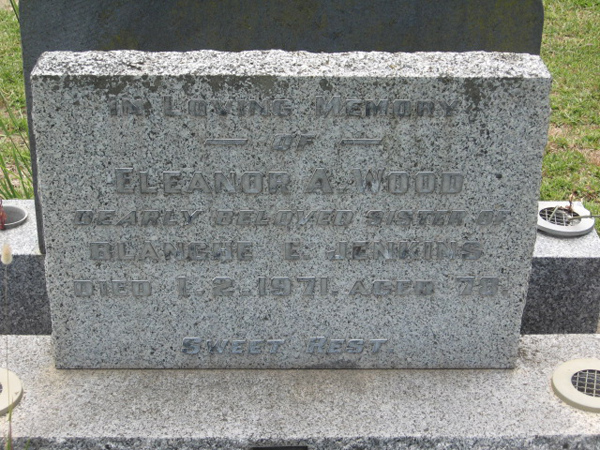 IN LOVING MEMORY
— OF —
ELEANOR A. WOOD
DEARLY BELOVED SISTER OF
BLANCHE E. JENKINS
DIED 1.2.1971. AGED 78.
SWEET REST